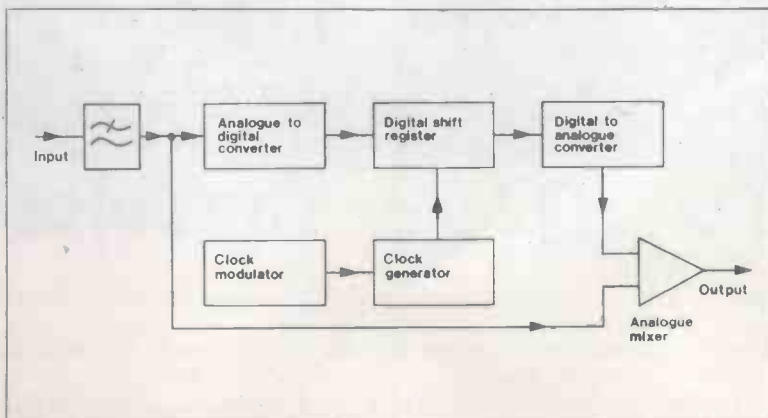 Input
Analogue to
digital
converter
Digital shift
register
Digital to
analogue
converter
Clock
modulator
Clock
generator
Output
Analogue
mixer